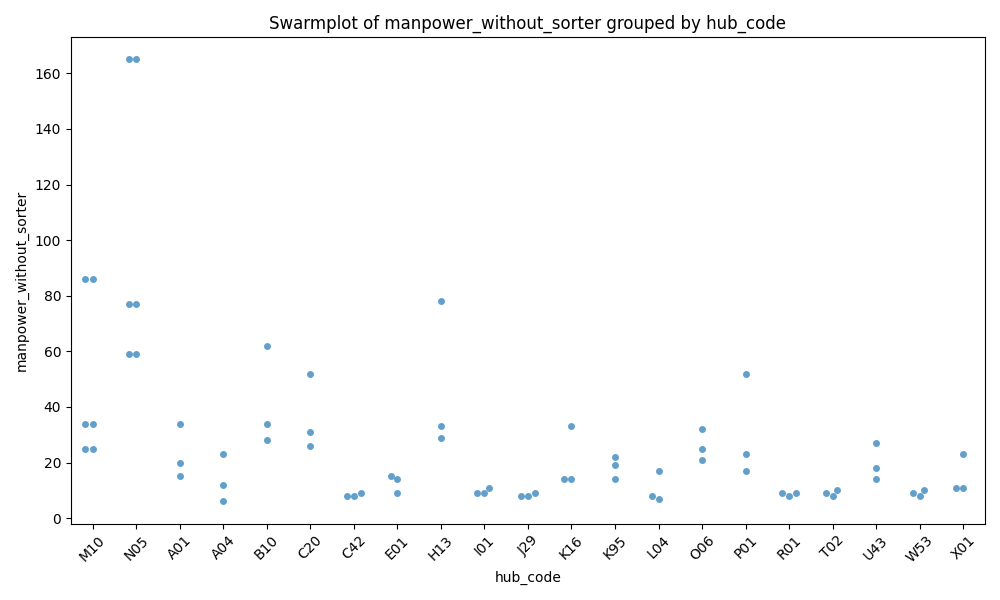 Swarmplot of manpower_without_sorter grouped by hub_code
manpower_without_sorter
160
140
120
100
80
60
40
20
0
M10 N05 A01 A04 B10 C20 C42 E01 H13 I01 J29 K16 K95 L04 O06 P01 R01 T02 U43 W53 X01
hub_code